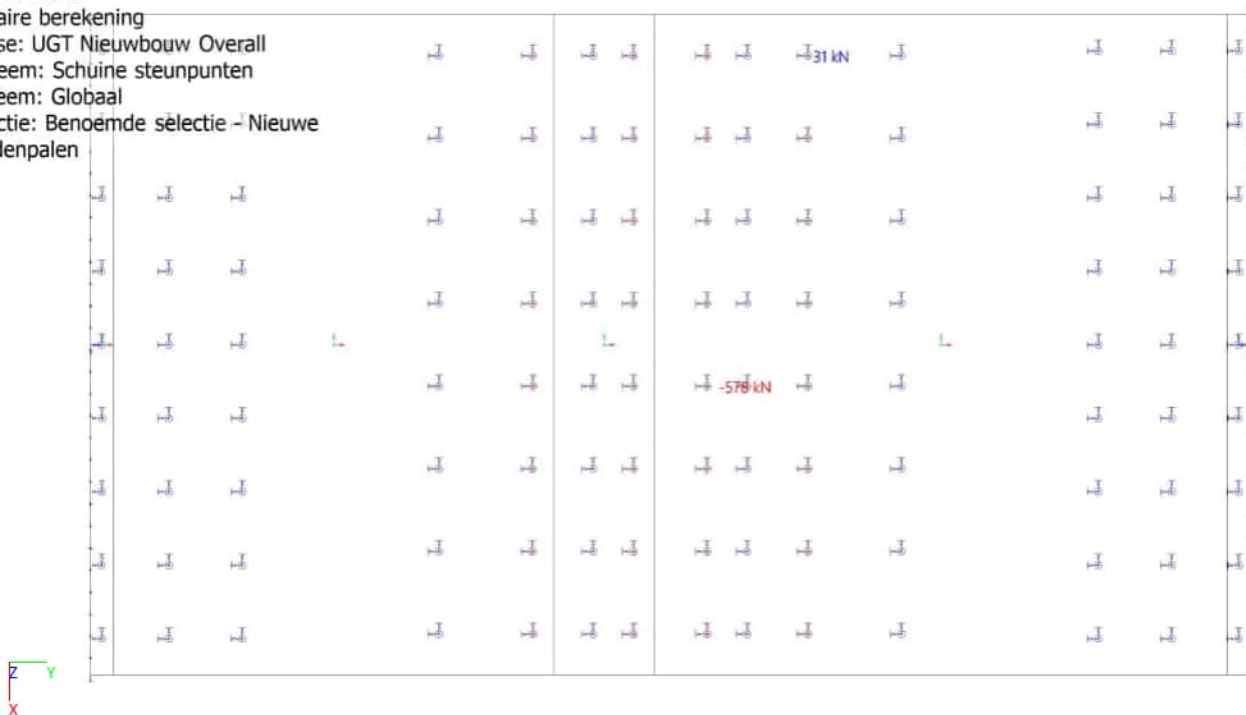 aire berekening
se: UGT Nieuwbouw Overall
eem: Schuine steunpunten
eem: Globaal
ctie: Benoemde selectie - Nieuwe
lenpalen
31 kN
-578 kN
Z Y
X